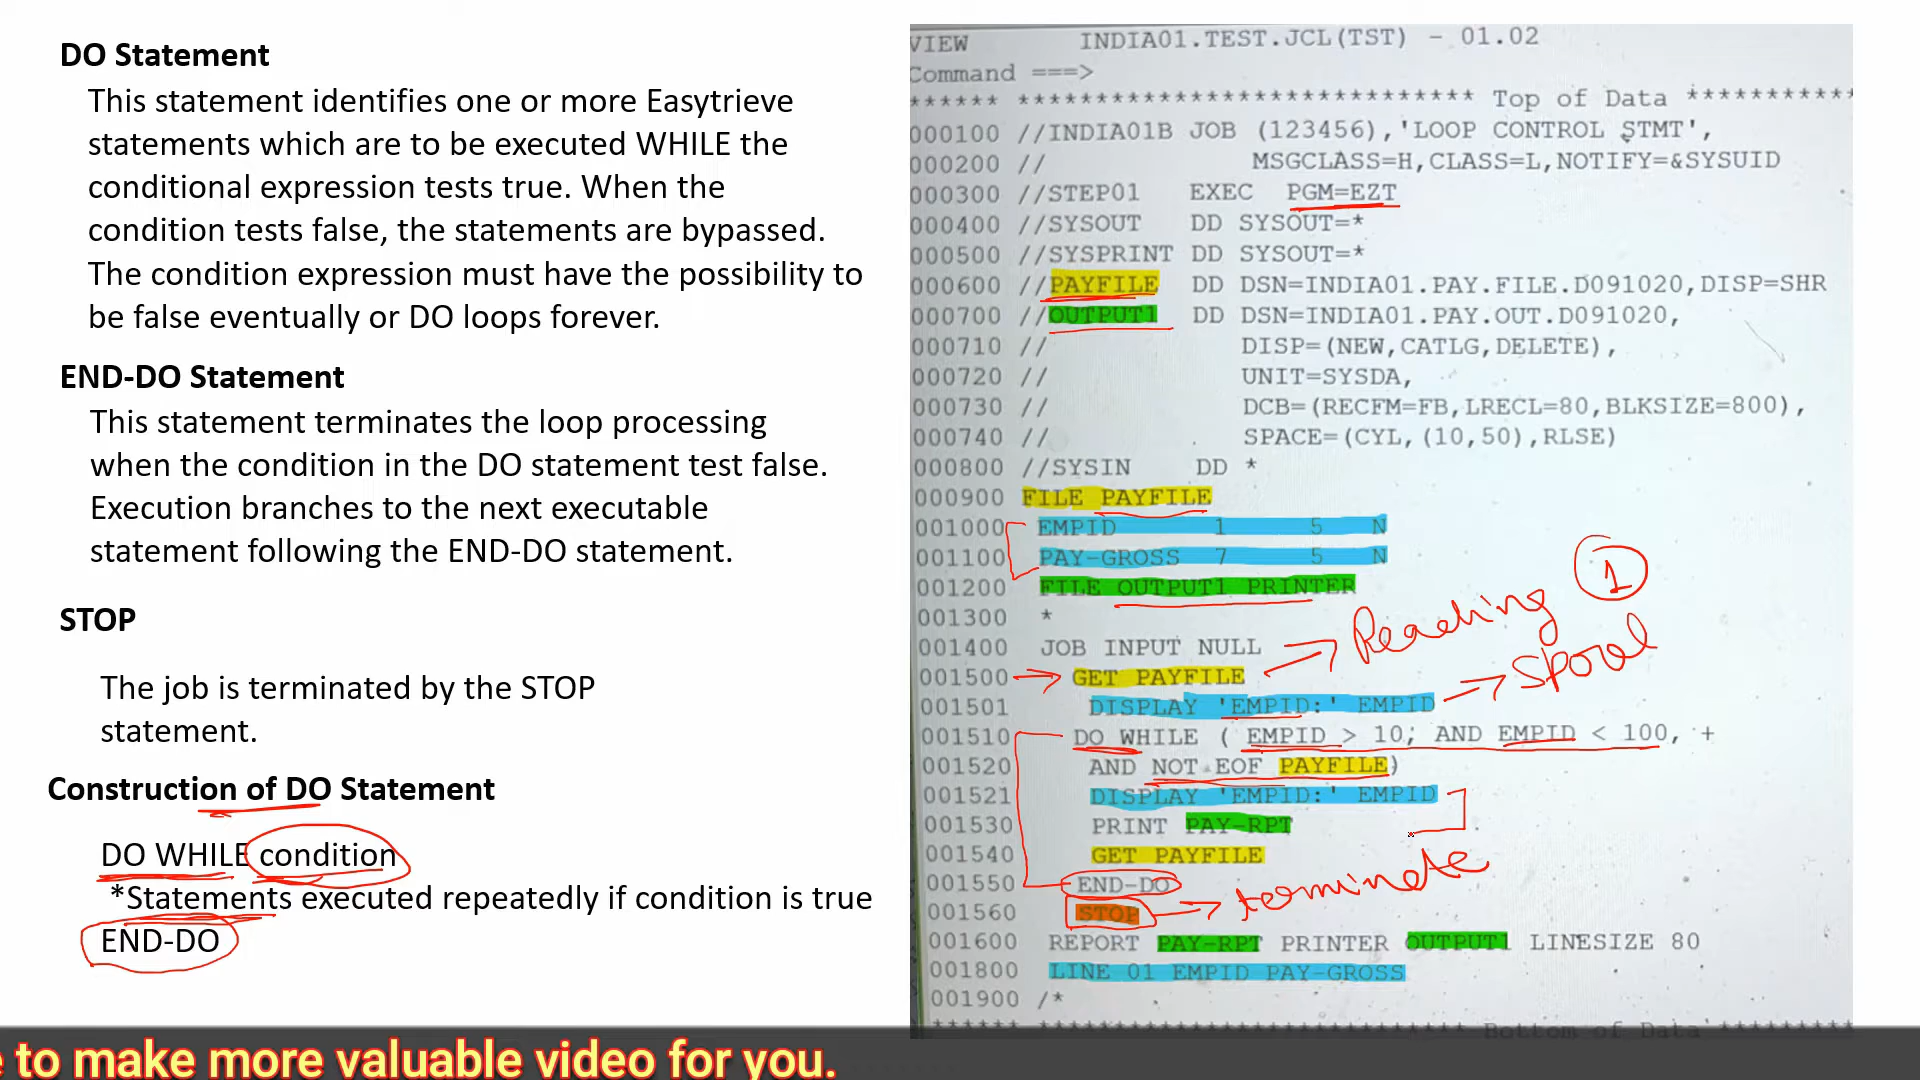 DO Statement
This statement identifies one or more Easytrieve
statements which are to be executed WHILE the
conditional expression tests true. When the
condition tests false, the statements are bypassed.
The condition expression must have the possibility to
be false eventually or DO loops forever.
END-DO Statement
This statement terminates the loop processing
when the condition in the DO statement test false.
Execution branches to the next executable
statement following the END-DO statement.
STOP
The job is terminated by the STOP
statement.
Construction of DO Statement
DO WHILE condition
*Statements executed repeatedly if condition is true
END-DO
VIEW INDIA01.TEST.JCL(TST) - 01.02
Command ===>
****** ***************************** Top of Data ***********
000100 //INDIA01B JOB (123456),'LOOP CONTROL STMT',
000200 // MSGCLASS=H,CLASS=L,NOTIFY=&SYSUID
000300 //STEP01 EXEC PGM=EZT
000400 //SYSOUT DD SYSOUT=*
000500 //SYSPRINT DD SYSOUT=*
000600 //PAYFILE DD DSN=INDIA01.PAY.FILE.D091020,DISP=SHR
000700 //OUTPUT1 DD DSN=INDIA01.PAY.OUT.D091020,
000710 // DISP=(NEW,CATLG,DELETE),
000720 // UNIT=SYSDA,
000730 // DCB=(RECFM=FB,LRECL=80,BLKSIZE=800),
000740 // SPACE=(CYL,(10,50),RLSE)
000800 //SYSIN DD *
000900 FILE PAYFILE
001000 EMPID 1 5 N
001100 PAY-GROSS 7 5 N
001200 FILE OUTPUT1 PRINTER
001300 *
001400 JOB INPUT NULL
001500 GET PAYFILE
Reading 1
001501 DISPLAY 'EMPID:' EMPID
Spool
001510 DO WHILE ( EMPID > 10, AND EMPID < 100, +
001520 AND NOT EOF PAYFILE)
001521 DISPLAY 'EMPID:' EMPID
001530 PRINT PAY-RPT
001540 GET PAYFILE
001550 END-DO
001560 STOP
terminate
001600 REPORT PAY-RPT PRINTER OUTPUT1 LINESIZE 80
001800 LINE 01 EMPID PAY-GROSS
001900 /*
Bottom of Data
to make more valuable video for you.